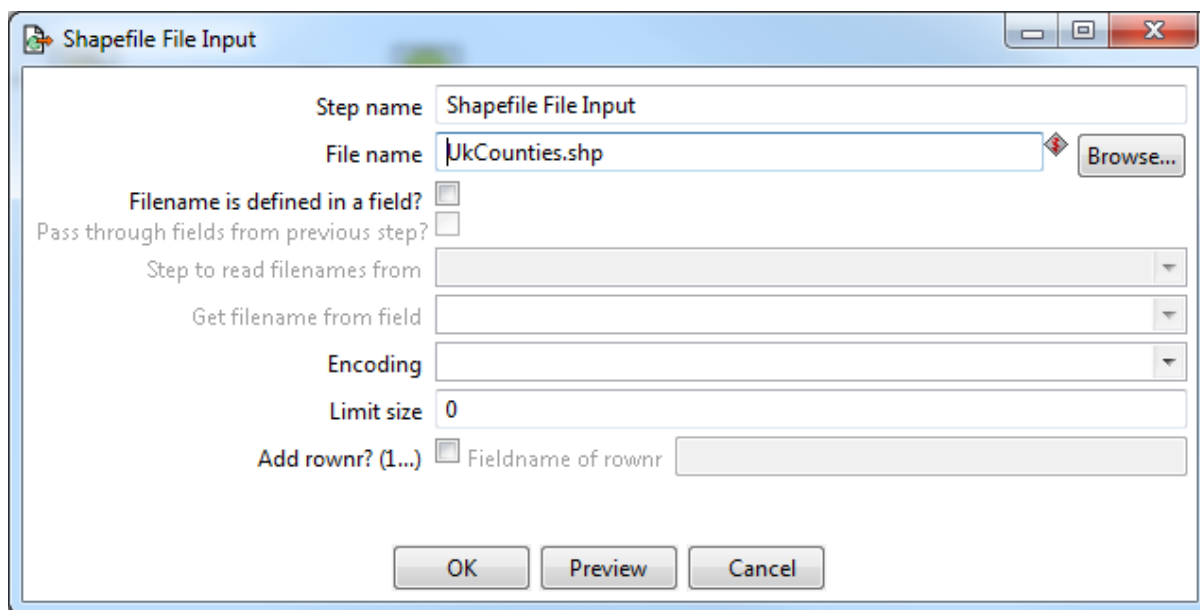 Shapefile File Input
Step name Shapefile File Input
File name UkCounties.shp Browse...
Filename is defined in a field?
Pass through fields from previous step?
Step to read filenames from
Get filename from field
Encoding
Limit size 0
Add rownr? (1...) Fieldname of rownr
OK Preview Cancel